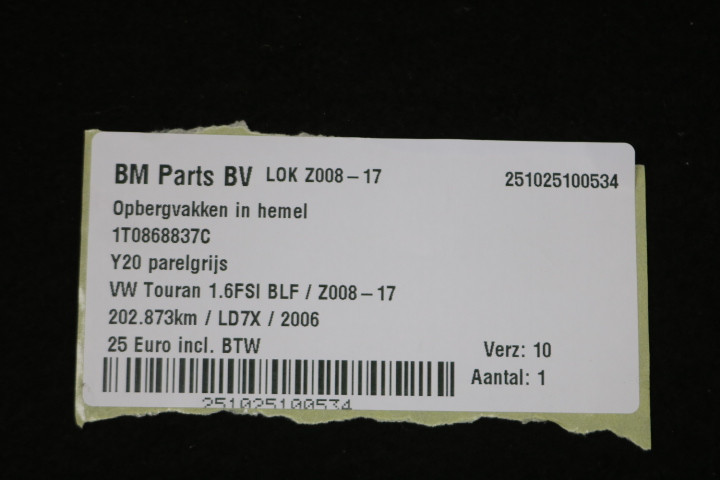 BM Parts BV LOK Z008-17 251025100534
Opbergvakken in hemel
1T0868837C
Y20 parelgrijs
VW Touran 1.6FSI BLF / Z008-17
202.873km / LD7X / 2006
25 Euro incl. BTW Verz: 10
Aantal: 1
251025100534